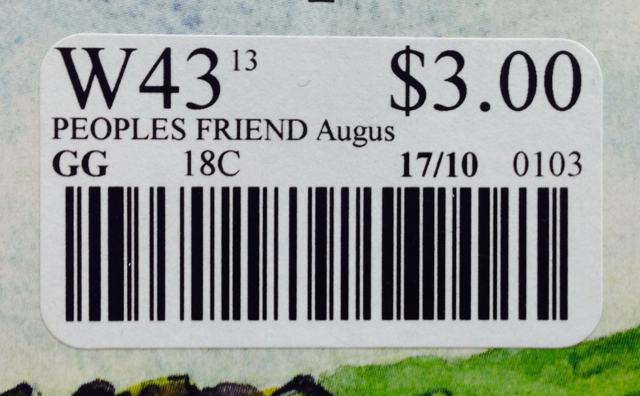 W43 13 $3.00
PEOPLES FRIEND Augus
GG 18C 17/10 0103